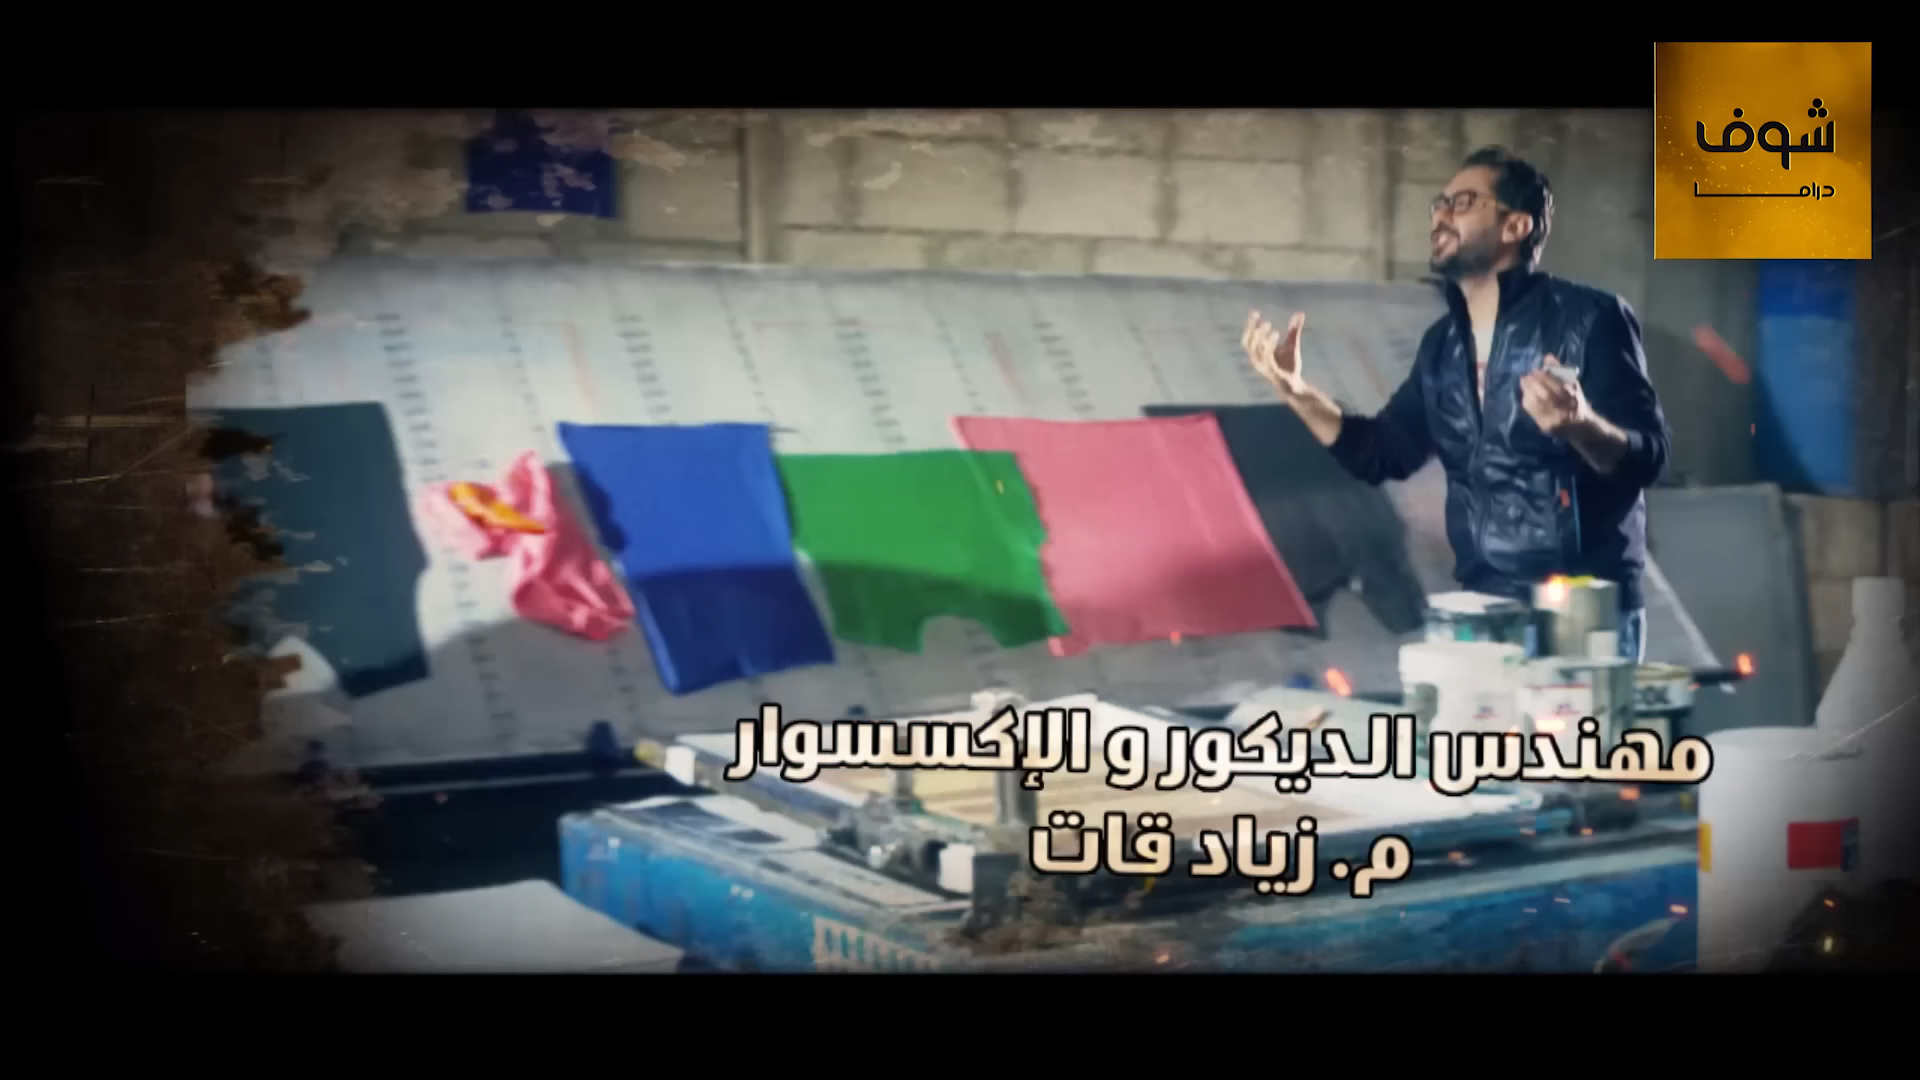 شوف
دراما
مهندس الديكور و الإكسسوار
م. زياد قات